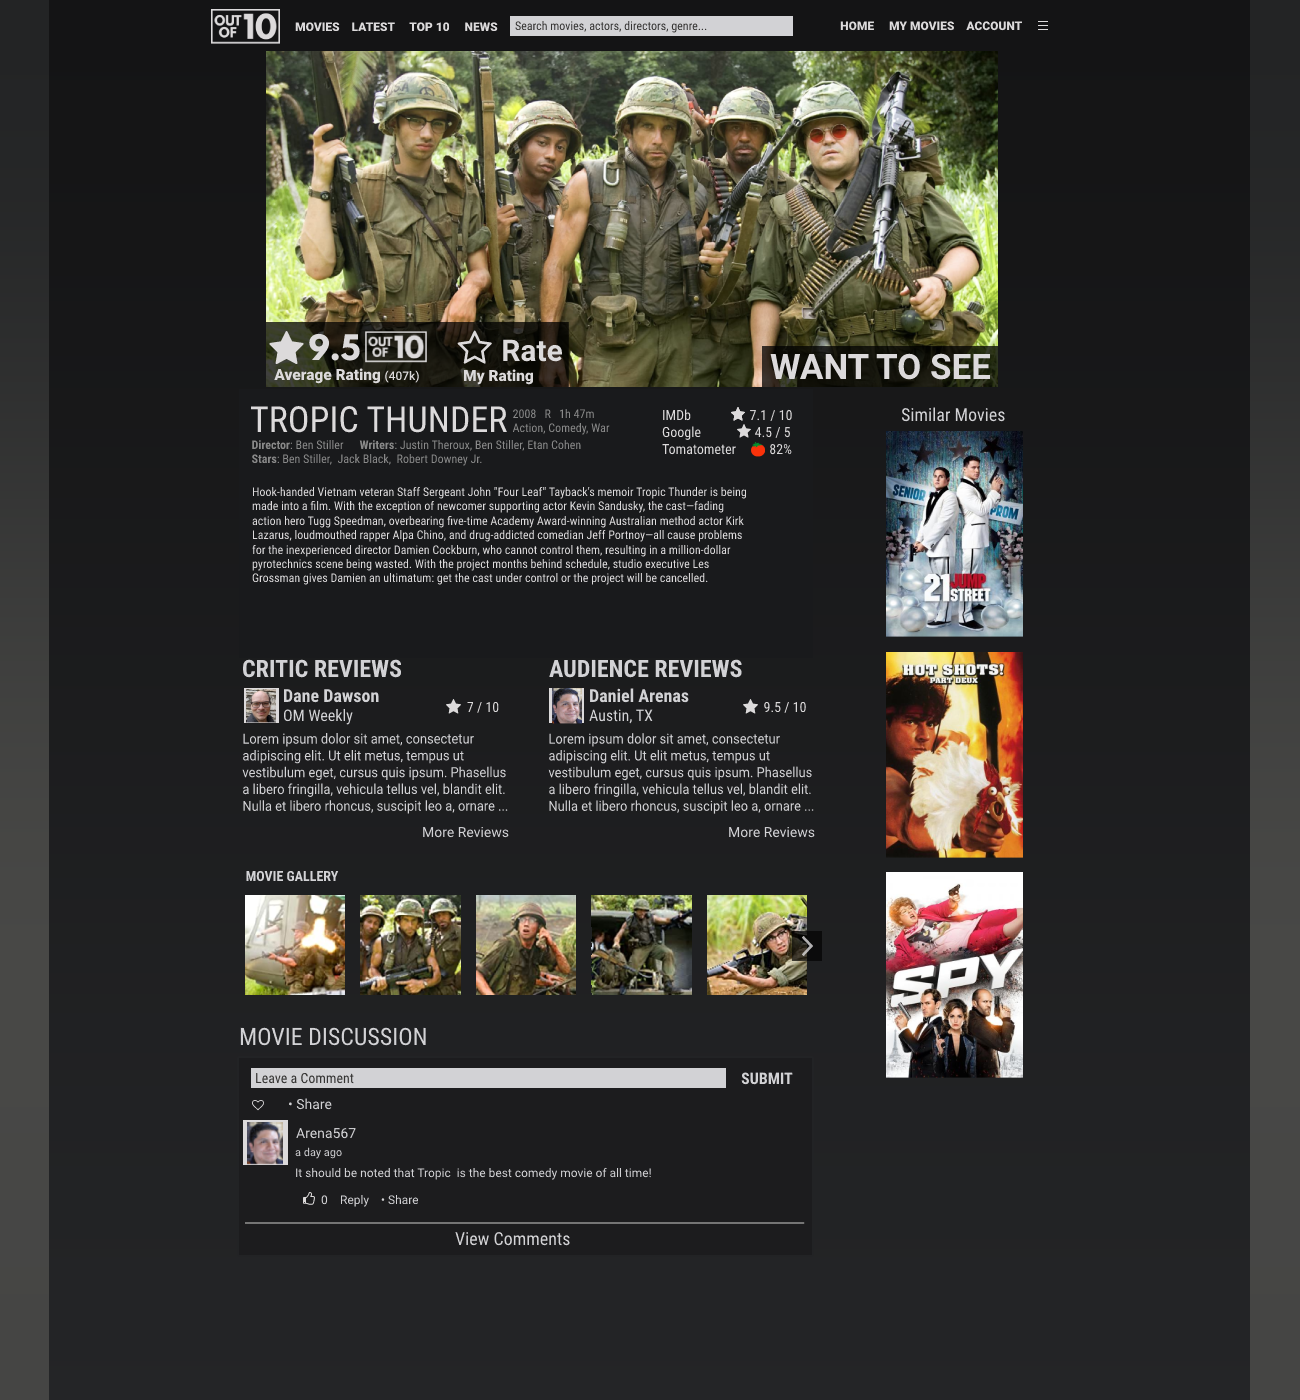 OUT OF 10
MOVIES LATEST TOP 10 NEWS
Search movies, actors, directors, genre...
HOME MY MOVIES ACCOUNT
9.5 OUT OF 10
Average Rating (407k)
Rate
My Rating
WANT TO SEE
TROPIC THUNDER
2008 R 1h 47m
Action, Comedy, War
Director: Ben Stiller Writers: Justin Theroux, Ben Stiller, Etan Cohen
Stars: Ben Stiller, Jack Black, Robert Downey Jr.
IMDb 7.1 / 10
Google 4.5 / 5
Tomatometer 82%
Hook-handed Vietnam veteran Staff Sergeant John "Four Leaf" Tayback's memoir Tropic Thunder is being
made into a film. With the exception of newcomer supporting actor Kevin Sandusky, the cast—fading
action hero Tugg Speedman, overbearing five-time Academy Award-winning Australian method actor Kirk
Lazarus, loudmouthed rapper Alpa Chino, and drug-addicted comedian Jeff Portnoy—all cause problems
for the inexperienced director Damien Cockburn, who cannot control them, resulting in a million-dollar
pyrotechnics scene being wasted. With the project months behind schedule, studio executive Les
Grossman gives Damien an ultimatum: get the cast under control or the project will be cancelled.
Similar Movies
SENIOR
PROM
21 JUMP STREET
HOT SHOTS!
PART DEUX
SPY
CRITIC REVIEWS
Dane Dawson
OM Weekly
7 / 10
Lorem ipsum dolor sit amet, consectetur
adipiscing elit. Ut elit metus, tempus ut
vestibulum eget, cursus quis ipsum. Phasellus
a libero fringilla, vehicula tellus vel, blandit elit.
Nulla et libero rhoncus, suscipit leo a, ornare ...
More Reviews
AUDIENCE REVIEWS
Daniel Arenas
Austin, TX
9.5 / 10
Lorem ipsum dolor sit amet, consectetur
adipiscing elit. Ut elit metus, tempus ut
vestibulum eget, cursus quis ipsum. Phasellus
a libero fringilla, vehicula tellus vel, blandit elit.
Nulla et libero rhoncus, suscipit leo a, ornare ...
More Reviews
MOVIE GALLERY
MOVIE DISCUSSION
Leave a Comment
SUBMIT
• Share
Arena567
a day ago
It should be noted that Tropic is the best comedy movie of all time!
0 Reply • Share
View Comments